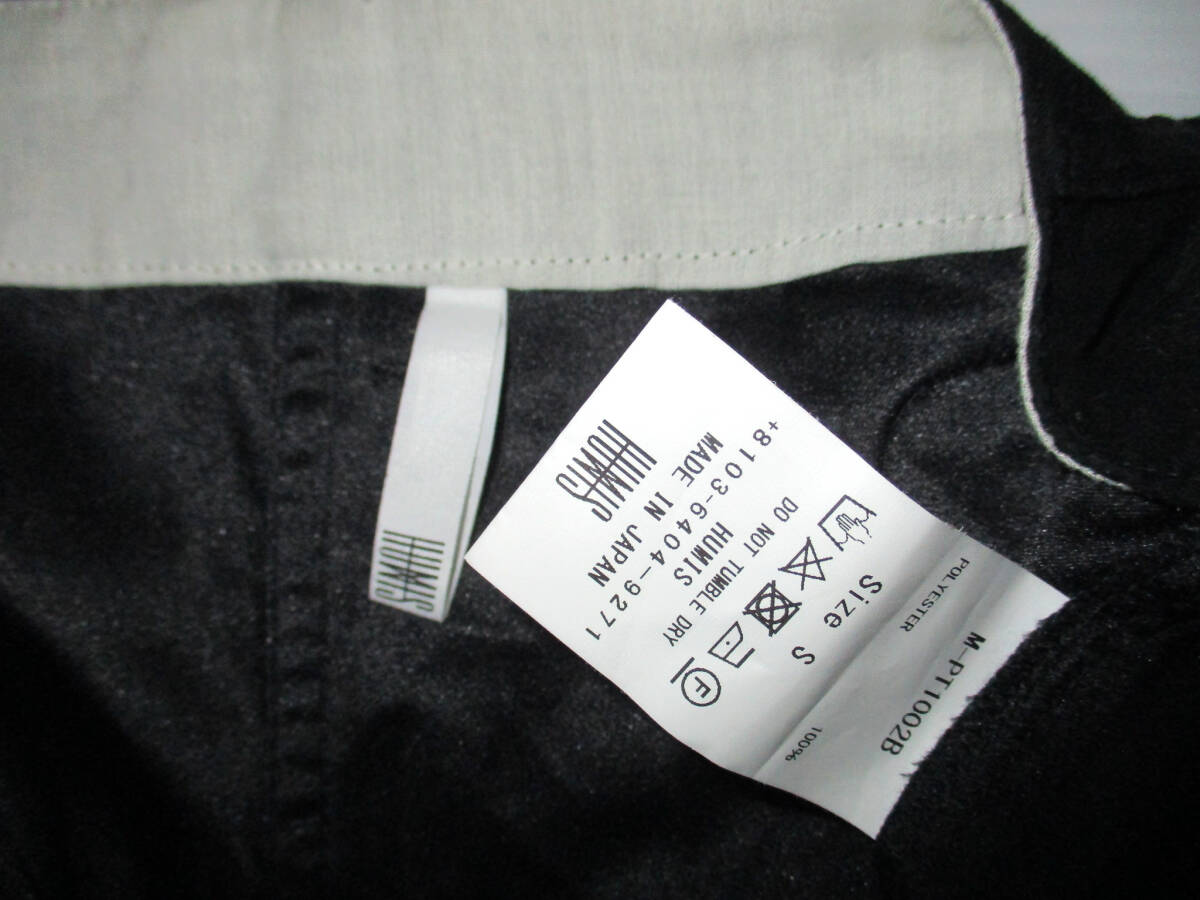 M-PT1002B
POLYESTER 100%
Size S
DO NOT TUMBLE DRY
F
HUMIS
+8103-6404-9271
MADE IN JAPAN
HUMIS
HUMIS